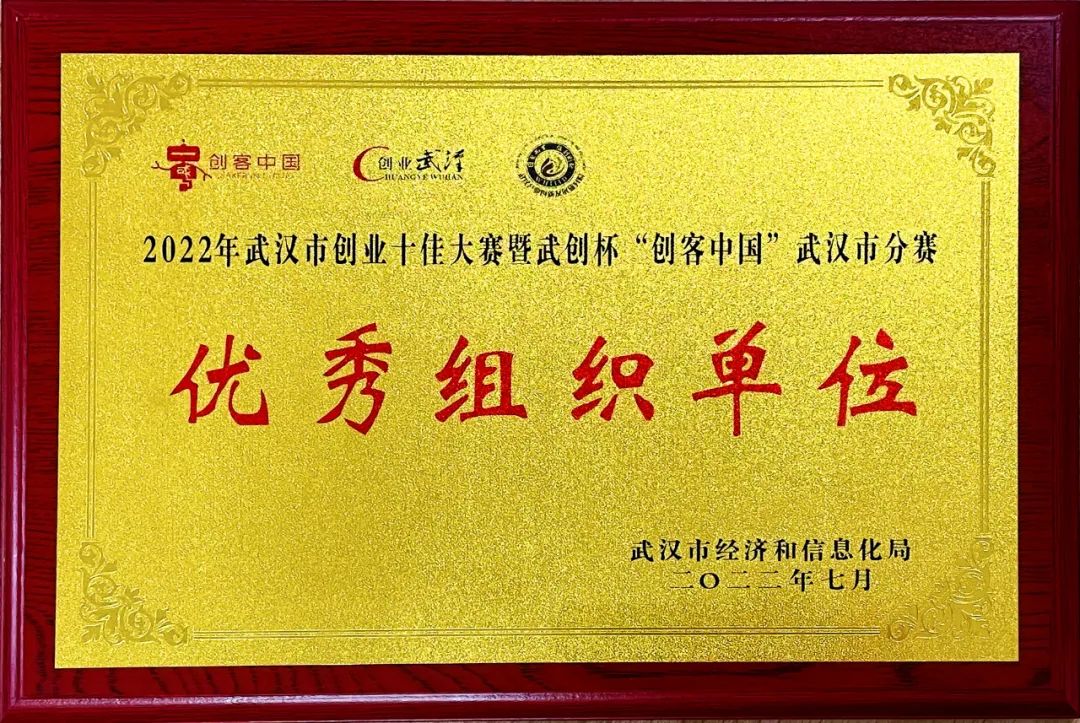 创客中国
创业武汉
CHUANGYE WUHAN
2022年武汉市创业十佳大赛暨武创杯“创客中国”武汉市分赛
优秀组织单位
武汉市经济和信息化局
二〇二二年七月